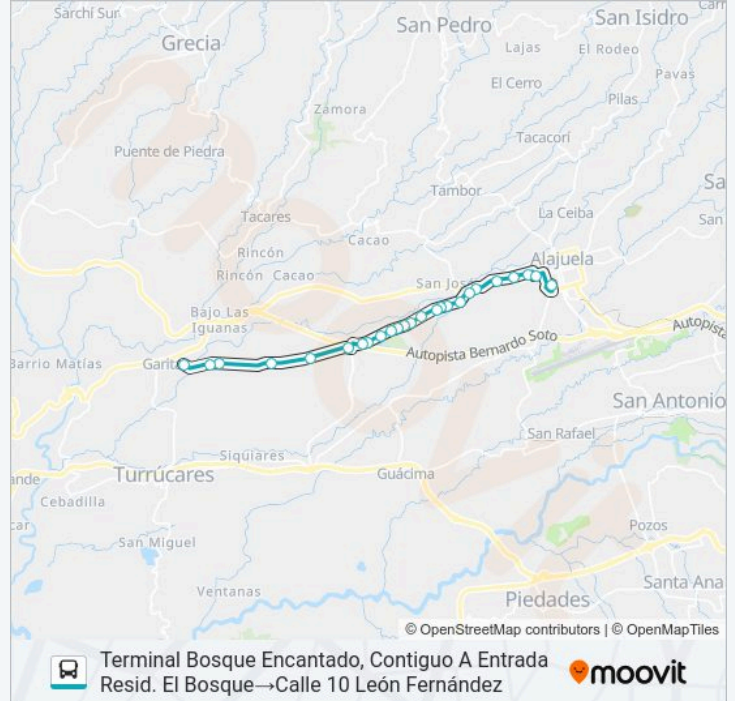 Sarchí Sur
San Pedro
San Isidro
Carr
Grecia
Lajas
El Rodeo
El Cerro
Pavas
Pilas
Zamora
Tacacorí
Puente de Piedra
Tambor
Sa
Tacares
La Ceiba
San
Cacao
Rincón
Alajuela
Rincón Cacao
San José
Bajo Las
Iguanas
Autopista
Autopista Bernardo Soto
Barrio Matías
Garita
San Antonio
San Rafael
Siquiares
Turrúcares
Guácima
nde
Cebadilla
car
Pozos
San Miguel
Santa Ana
Ventanas
Piedades
© OpenStreetMap contributors | © OpenMapTiles
Terminal Bosque Encantado, Contiguo A Entrada
Resid. El Bosque→Calle 10 León Fernández
moovit